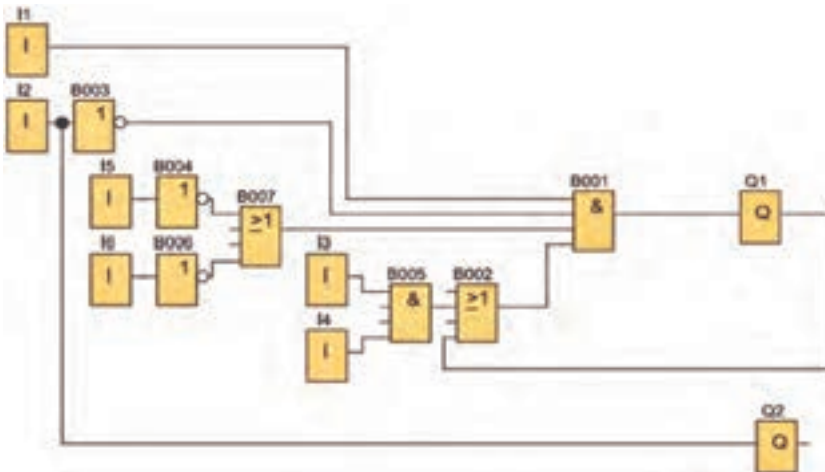 I1
I
I2
I
B003
1
I5
I
B004
1
B007
≥1
I6
I
B006
1
I3
I
B005
&
B002
≥1
I4
I
B001
&
Q1
Q
Q2
Q